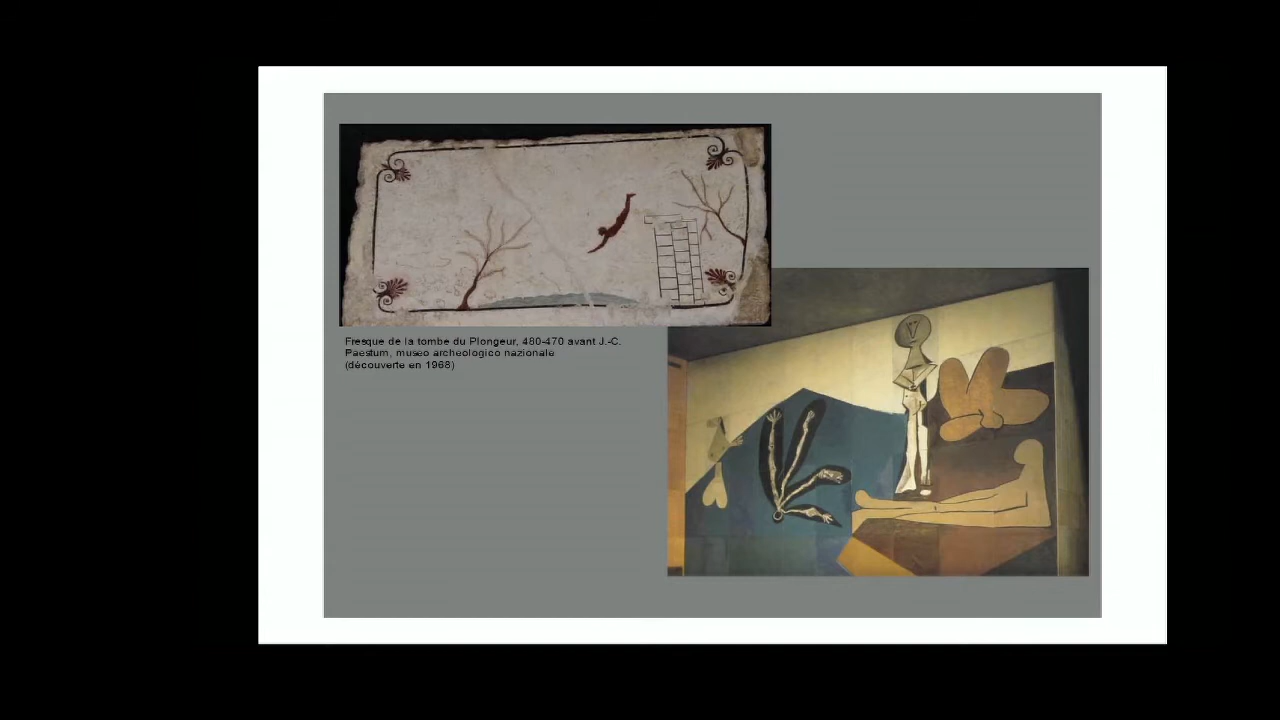 Fresque de la tombe du Plongeur, 480-470 avant J.-C.
Paestum, museo archeologico nazionale
(découverte en 1968)